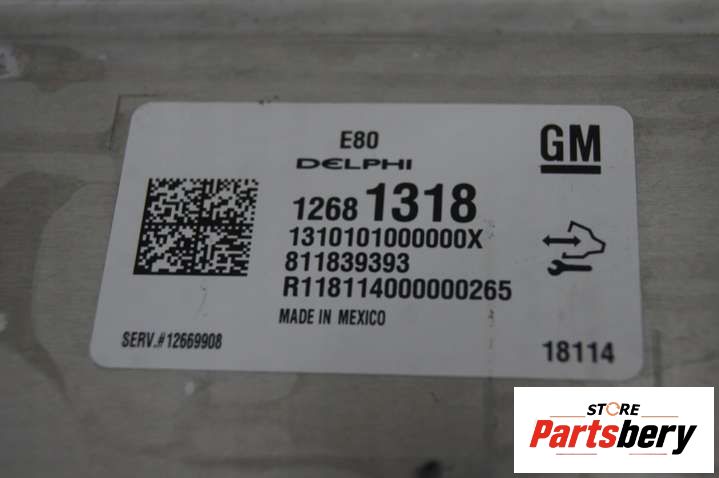 E80
DELPHI
GM
1268 1318
1310101000000X
811839393
R118114000000265
MADE IN MEXICO
SERV.#12669908
18114
STORE
Partsbery